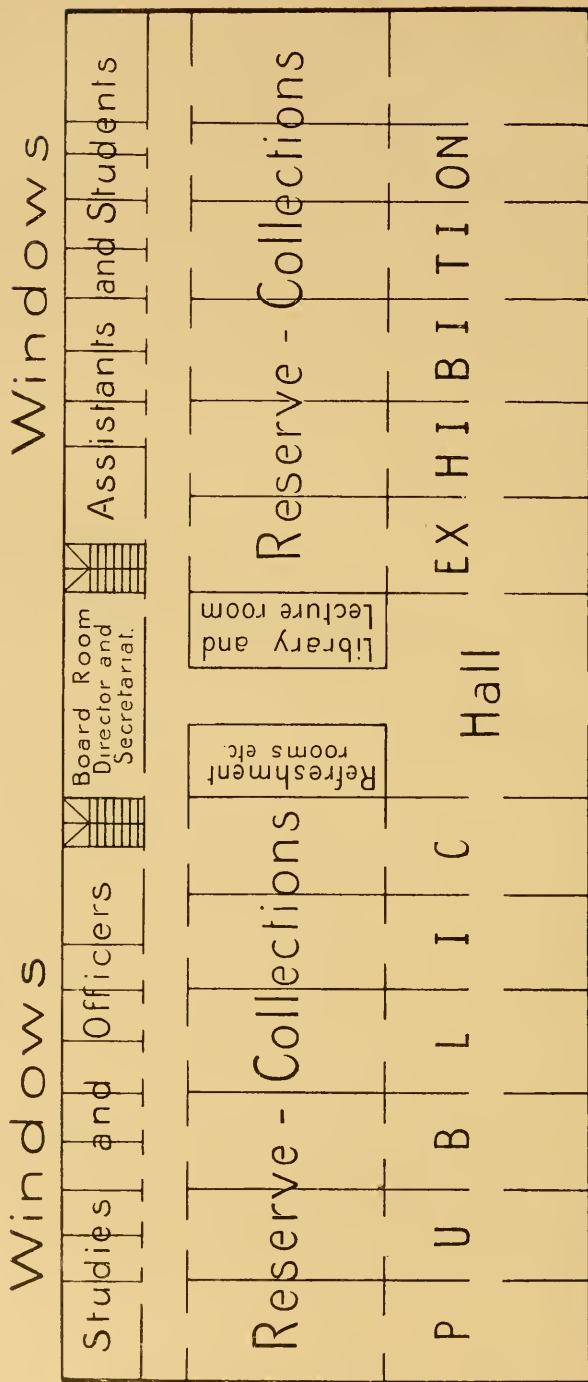 Windows Windows
Studies and Officers
Board Room
Director and
Secretariat.
Assistants and Students
Reserve - Collections
Refreshment
rooms etc.
Library and
Lecture room
Reserve - Collections
PUBLIC
Hall
EXHIBITION